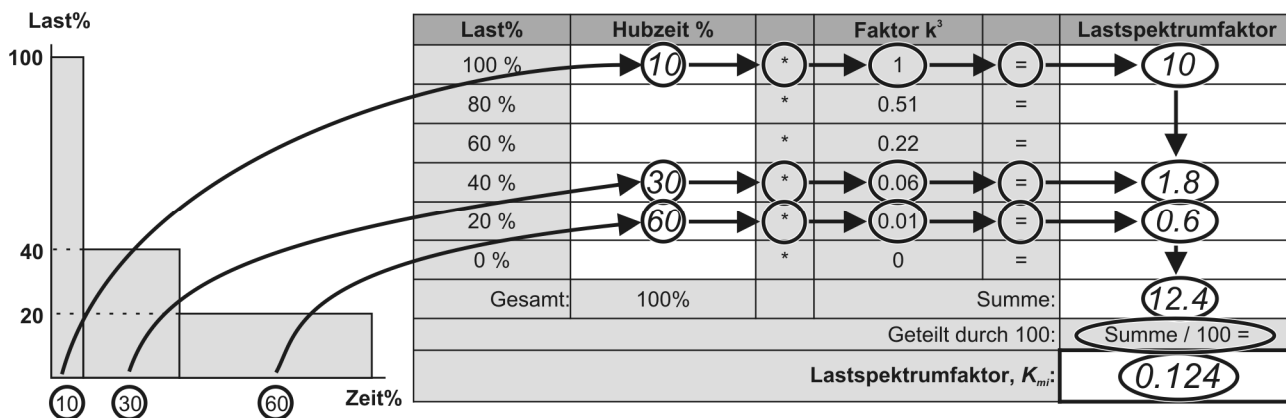 Last%
100
40
20
10
30
60
Zeit%
Last% Hubzeit % Faktor k³ Lastspektrumfaktor
100 % 10 * 1 = 10
80 % * 0.51 =
60 % * 0.22 =
40 % 30 * 0.06 = 1.8
20 % 60 * 0.01 = 0.6
0 % * 0 =
Gesamt: 100% Summe: 12.4
Geteilt durch 100: Summe / 100 =
Lastspektrumfaktor, Kmi: 0.124